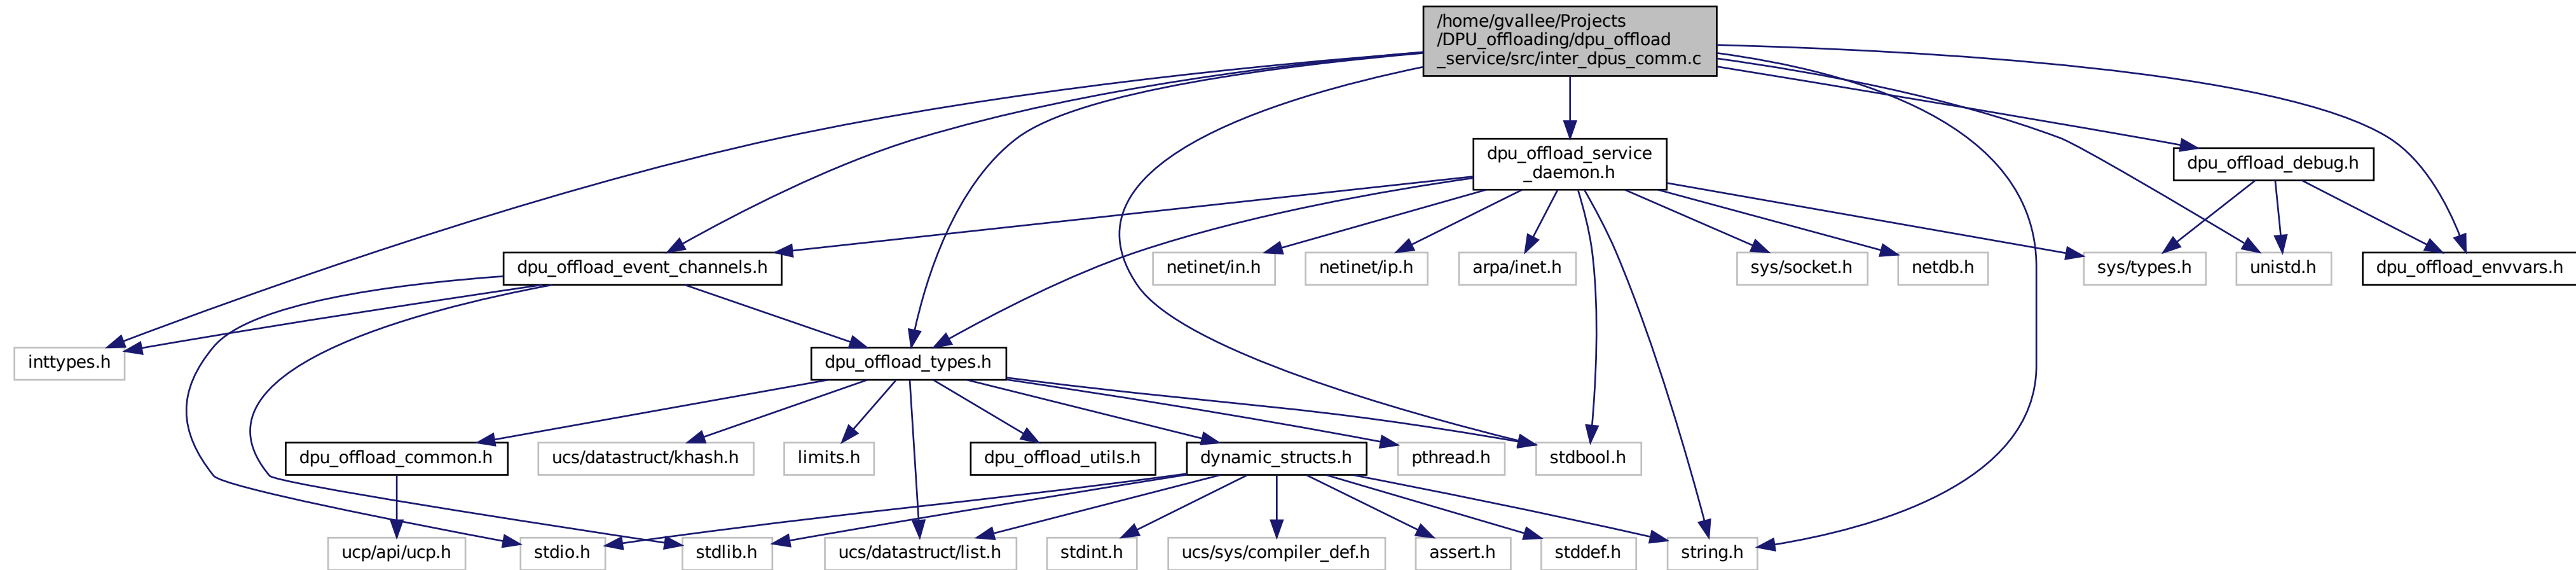 /home/gvallee/Projects
/DPU_offloading/dpu_offload
_service/src/inter_dpus_comm.c
dpu_offload_service
_daemon.h
dpu_offload_debug.h
dpu_offload_event_channels.h
netinet/in.h
netinet/ip.h
arpa/inet.h
sys/socket.h
netdb.h
sys/types.h
unistd.h
dpu_offload_envvars.h
inttypes.h
dpu_offload_types.h
dpu_offload_common.h
ucs/datastruct/khash.h
limits.h
dpu_offload_utils.h
dynamic_structs.h
pthread.h
stdbool.h
ucp/api/ucp.h
stdio.h
stdlib.h
ucs/datastruct/list.h
stdint.h
ucs/sys/compiler_def.h
assert.h
stddef.h
string.h